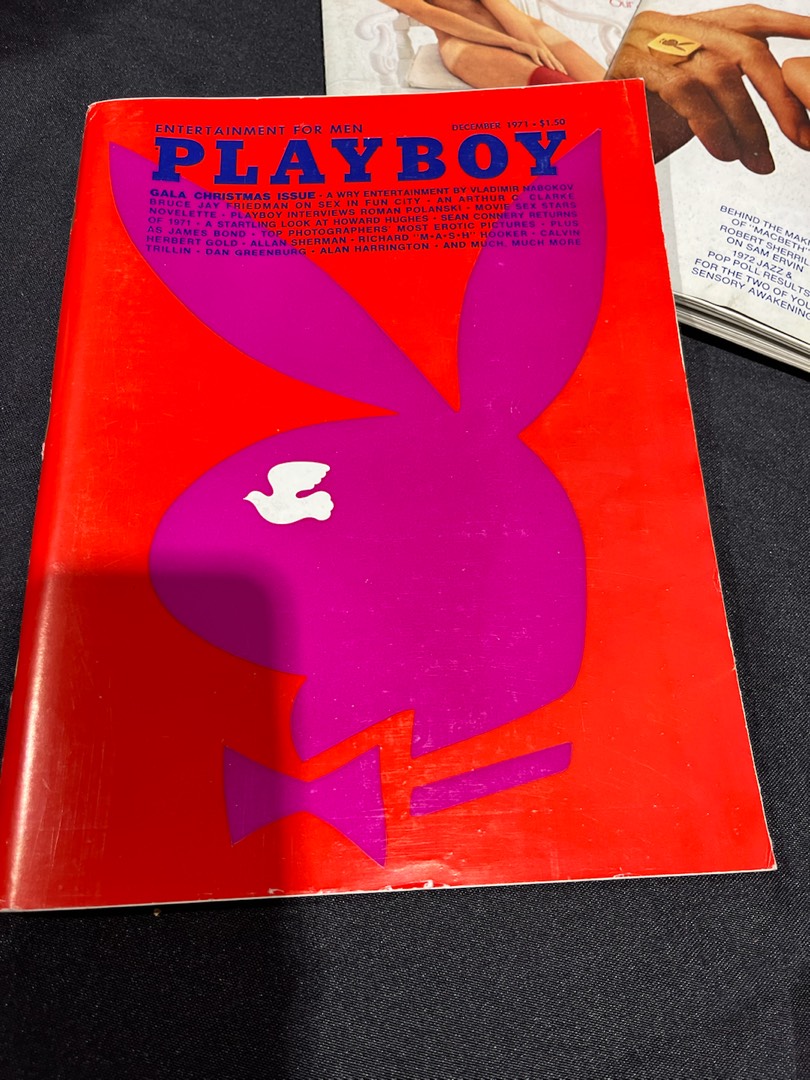 ENTERTAINMENT FOR MEN
DECEMBER 1971 • $1.50
PLAYBOY
GALA CHRISTMAS ISSUE • A WRY ENTERTAINMENT BY VLADIMIR NABOKOV
BRUCE JAY FRIEDMAN ON SEX IN FUN CITY • AN ARTHUR C. CLARKE
NOVELETTE • PLAYBOY INTERVIEWS ROMAN POLANSKI • MOVIE SEX STARS
OF 1971 • A STARTLING LOOK AT HOWARD HUGHES • SEAN CONNERY RETURNS
AS JAMES BOND • TOP PHOTOGRAPHERS' MOST EROTIC PICTURES • PLUS
HERBERT GOLD • ALLAN SHERMAN • RICHARD "M•A•S•H" HOOKER • CALVIN
TRILLIN • DAN GREENBURG • ALAN HARRINGTON • AND MUCH, MUCH MORE
BEHIND THE
OF "MACBETH"
ROBERT
ON SAM ERVIN
1972 JAZZ &
POP POLL RESULTS
FOR THE TWO OF
SENSORY